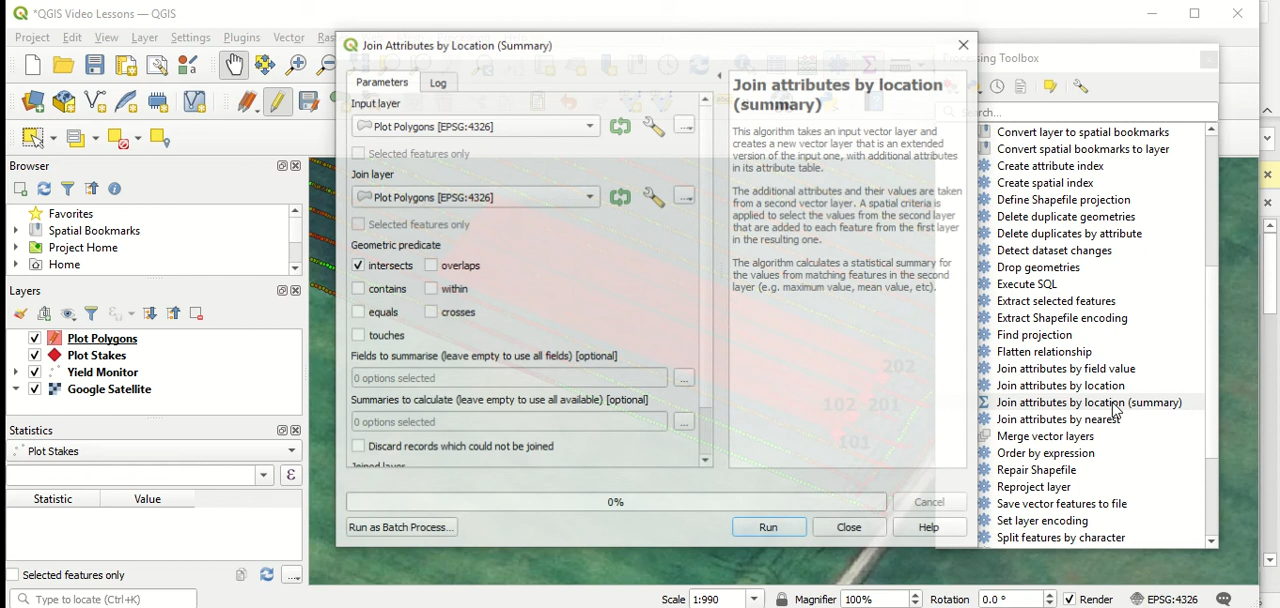 *QGIS Video Lessons — QGIS
Project Edit View Layer Settings Plugins Vector Ras
Browser
Favorites
Spatial Bookmarks
Project Home
Home
Layers
Plot Polygons
Plot Stakes
Yield Monitor
Google Satellite
Statistics
Plot Stakes
ε
Statistic Value
Selected features only
Type to locate (Ctrl+K)
Join Attributes by Location (Summary)
Parameters Log
Input layer
Plot Polygons [EPSG:4326]
Selected features only
Join layer
Plot Polygons [EPSG:4326]
Selected features only
Geometric predicate
intersects overlaps
contains within
equals crosses
touches
Fields to summarise (leave empty to use all fields) [optional]
0 options selected
Summaries to calculate (leave empty to use all available) [optional]
0 options selected
Discard records which could not be joined
Joined layer
Join attributes by location
(summary)
This algorithm takes an input vector layer and
creates a new vector layer that is an extended
version of the input one, with additional attributes
in its attribute table.
The additional attributes and their values are taken
from a second vector layer. A spatial criteria is
applied to select the values from the second layer
that are added to each feature from the first layer
in the resulting one.
The algorithm calculates a statistical summary for
the values from matching features in the second
layer (e.g. maximum value, mean value, etc).
202
102 201
101
0%
Cancel
Run as Batch Process...
Run
Close
Help
Processing Toolbox
Search...
Convert layer to spatial bookmarks
Convert spatial bookmarks to layer
Create attribute index
Create spatial index
Define Shapefile projection
Delete duplicate geometries
Delete duplicates by attribute
Detect dataset changes
Drop geometries
Execute SQL
Extract selected features
Extract Shapefile encoding
Find projection
Flatten relationship
Join attributes by field value
Join attributes by location
Join attributes by location (summary)
Join attributes by nearest
Merge vector layers
Order by expression
Repair Shapefile
Reproject layer
Save vector features to file
Set layer encoding
Split features by character
Scale 1:990 Magnifier 100% Rotation 0.0 ° Render EPSG:4326